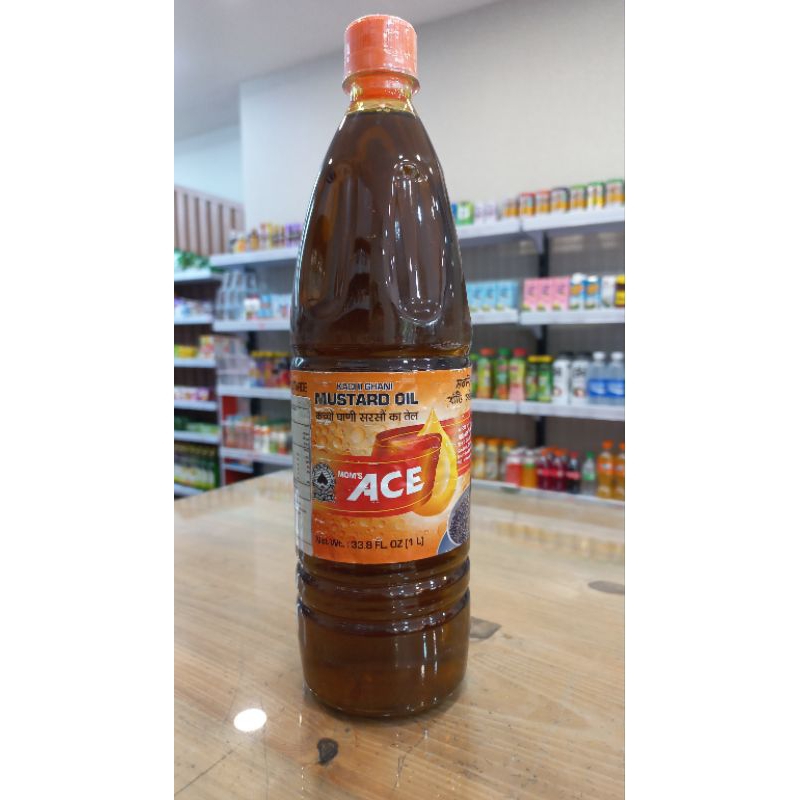 KACHI GHANI
MUSTARD OIL
कच्ची घाणी सरसों का तेल
MOM'S
ACE
Net Wt. : 33.8 FL. OZ [1 L]